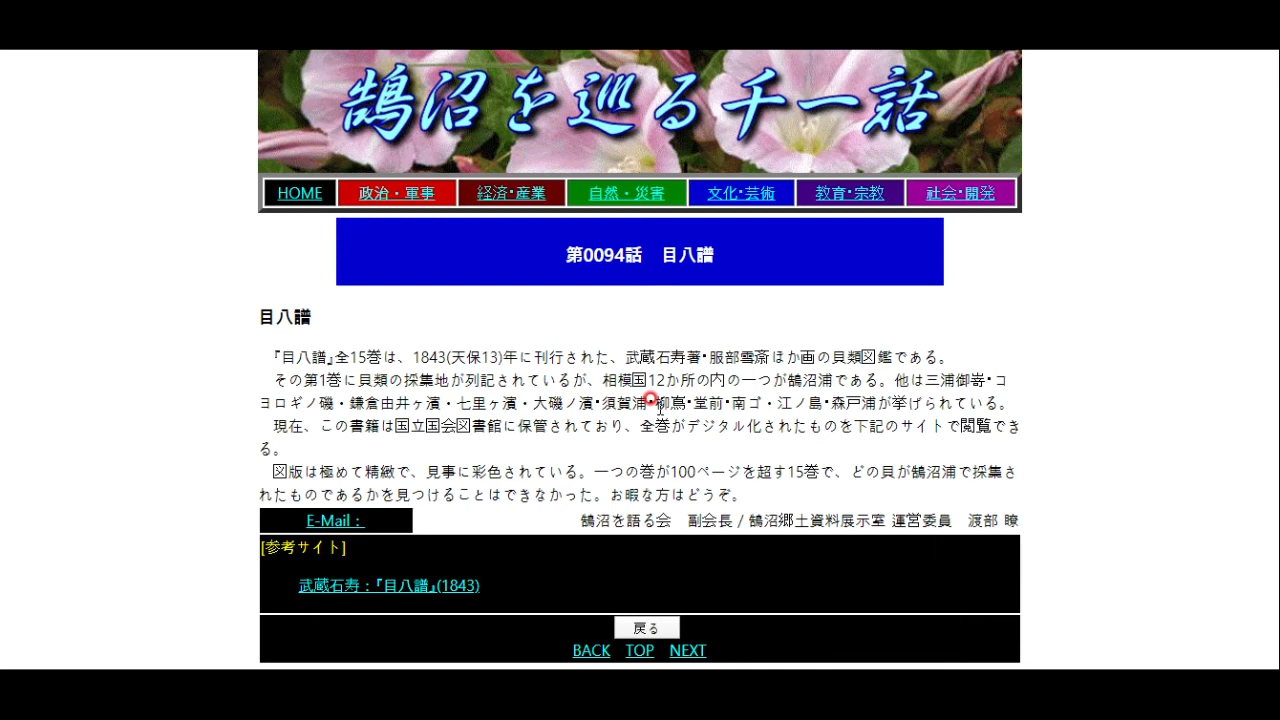 鵠沼を巡る千一話
HOME 政治・軍事 経済・産業 自然・災害 文化・芸術 教育・宗教 社会・開発
第0094話　目八譜
目八譜
『目八譜』全15巻は、1843(天保13)年に刊行された、武蔵石寿著・服部雪斎ほか画の貝類図鑑である。
その第1巻に貝類の採集地が列記されているが、相模国12か所の内の一つが鵠沼浦である。他は三浦御嵜・コ
ヨロギノ磯・鎌倉由井ヶ濱・七里ヶ濱・大磯ノ濱・須賀浦・柳嶌・堂前・南ゴ・江ノ島・森戸浦が挙げられている。
現在、この書籍は国立国会図書館に保管されており、全巻がデジタル化されたものを下記のサイトで閲覧でき
る。
図版は極めて精緻で、見事に彩色されている。一つの巻が100ページを超す15巻で、どの貝が鵠沼浦で採集さ
れたものであるかを見つけることはできなかった。お暇な方はどうぞ。
E-Mail： 鵠沼を語る会　副会長 / 鵠沼郷土資料展示室 運営委員　渡部 瞭
[参考サイト]
武蔵石寿：『目八譜』(1843)
戻る
BACK TOP NEXT